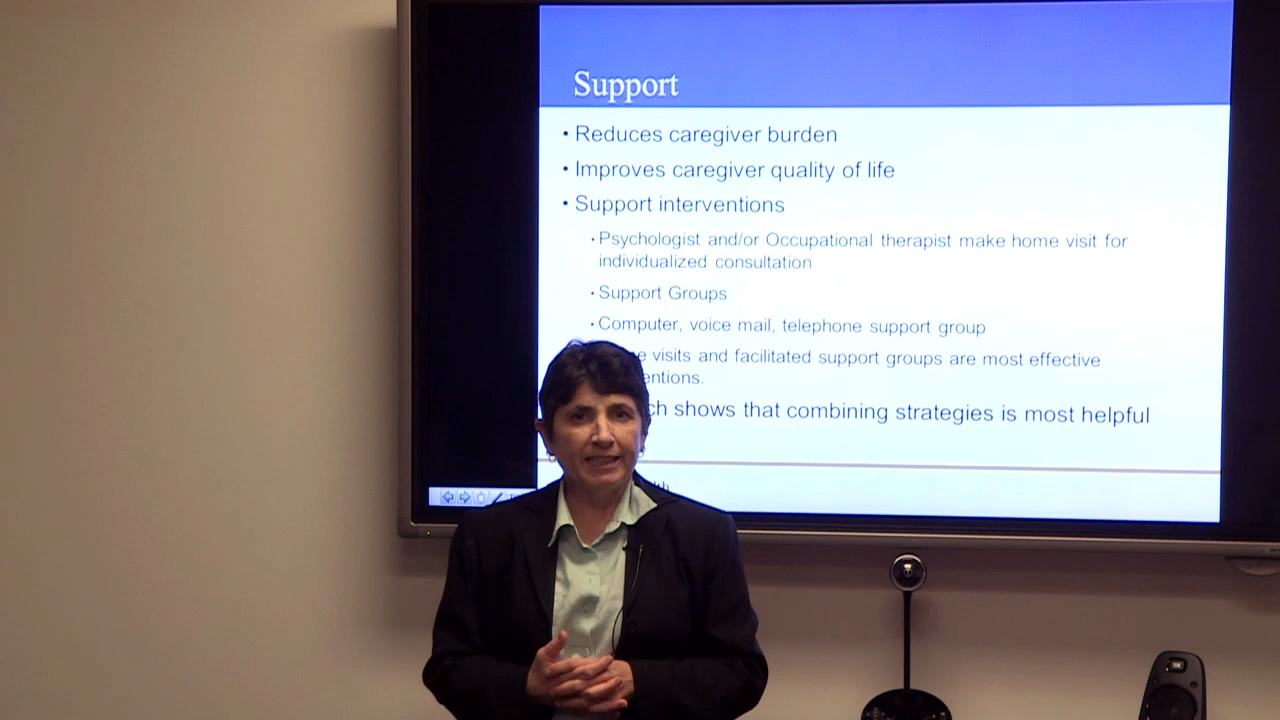 Support
• Reduces caregiver burden
• Improves caregiver quality of life
• Support interventions
• Psychologist and/or Occupational therapist make home visit for
individualized consultation
• Support Groups
• Computer, voice mail, telephone support group
visits and facilitated support groups are most effective
shows that combining strategies is most helpful